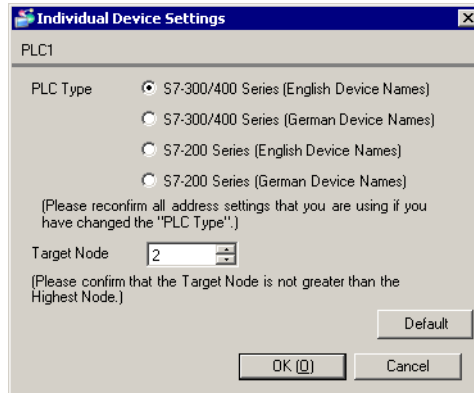 Individual Device Settings
PLC1
PLC Type
S7-300/400 Series (English Device Names)
S7-300/400 Series (German Device Names)
S7-200 Series (English Device Names)
S7-200 Series (German Device Names)
(Please reconfirm all address settings that you are using if you
have changed the "PLC Type".)
Target Node
2
(Please confirm that the Target Node is not greater than the
Highest Node.)
Default
OK (O)
Cancel